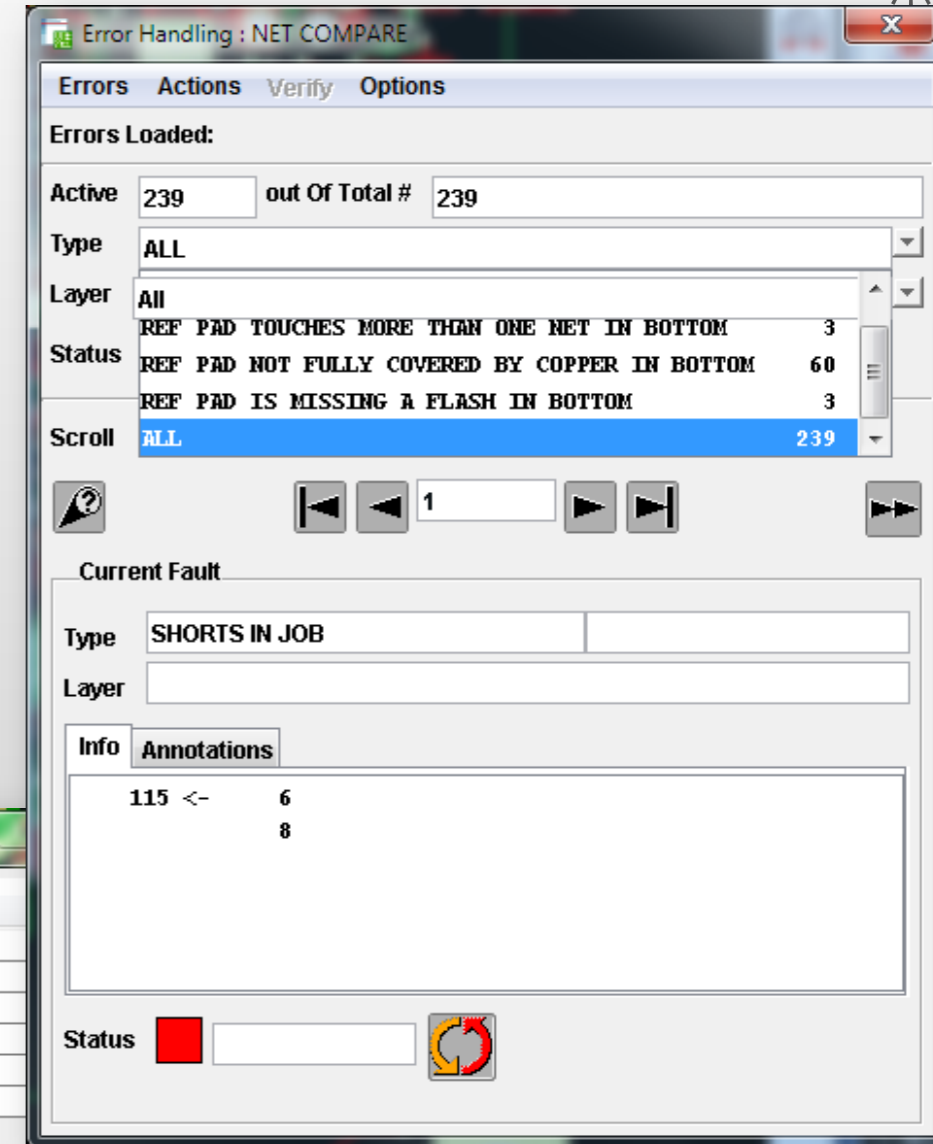 Error Handling : NET COMPARE
Errors Actions Verify Options
Errors Loaded:
Active 239 out Of Total # 239
Type ALL
Layer All
REF PAD TOUCHES MORE THAN ONE NET IN BOTTOM 3
Status
REF PAD NOT FULLY COVERED BY COPPER IN BOTTOM 60
REF PAD IS MISSING A FLASH IN BOTTOM 3
Scroll ALL 239
1
Current Fault
Type SHORTS IN JOB
Layer
Info Annotations
115 <- 6
8
Status